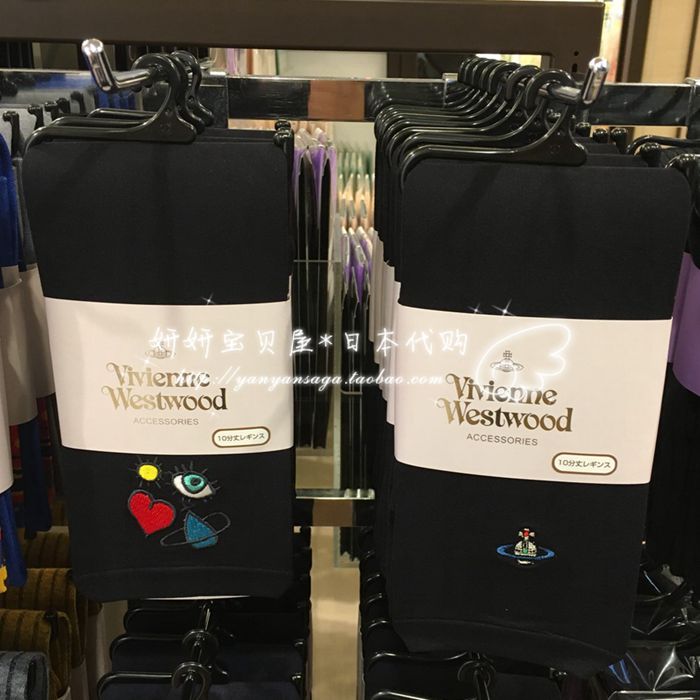 妍妍宝贝屋*日本代购
http://yanyansaga.taobao.com
Vivienne
Westwood
ACCESSORIES
10分丈レギンス
Vivienne
Westwood
ACCESSORIES
10分丈レギンス